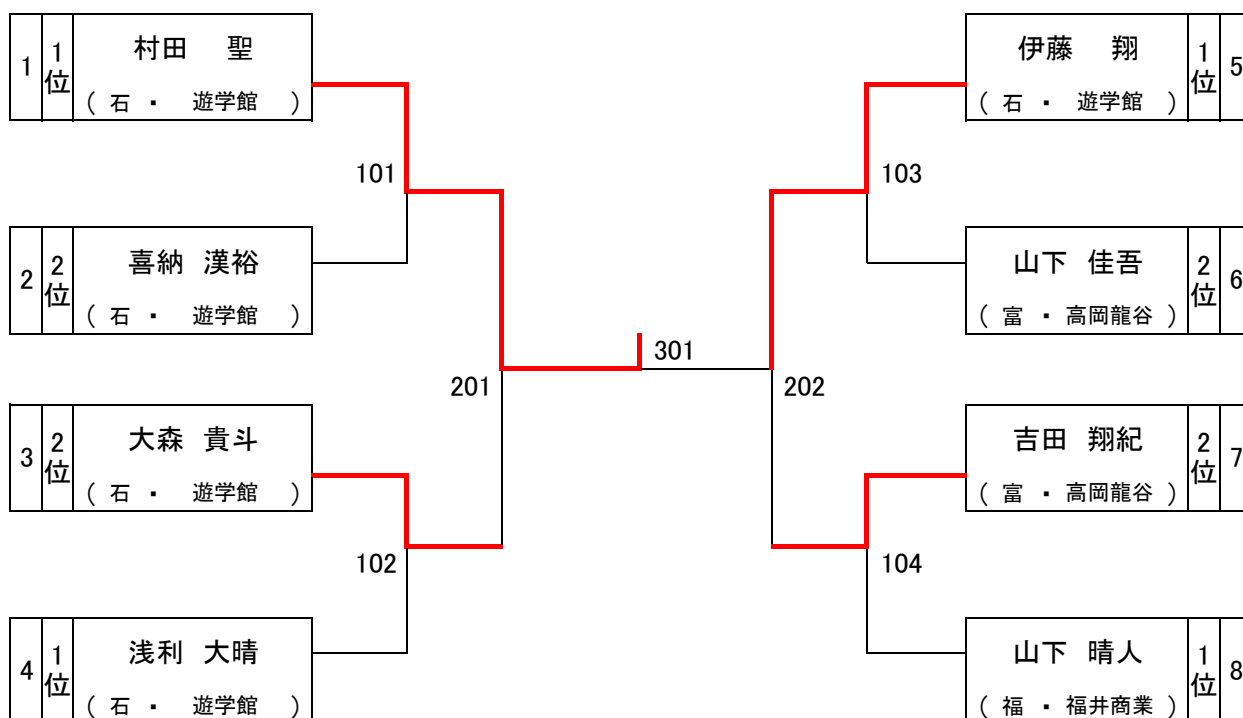 1 1位 村田 聖
( 石 ・ 遊学館 )
2 2位 喜納 漢裕
( 石 ・ 遊学館 )
3 2位 大森 貴斗
( 石 ・ 遊学館 )
4 1位 浅利 大晴
( 石 ・ 遊学館 )
101
102
201
301
202
103
104
伊藤 翔 1位 5
( 石 ・ 遊学館 )
山下 佳吾 2位 6
( 富 ・ 高岡龍谷 )
吉田 翔紀 2位 7
( 富 ・ 高岡龍谷 )
山下 晴人 1位 8
( 福 ・ 福井商業 )